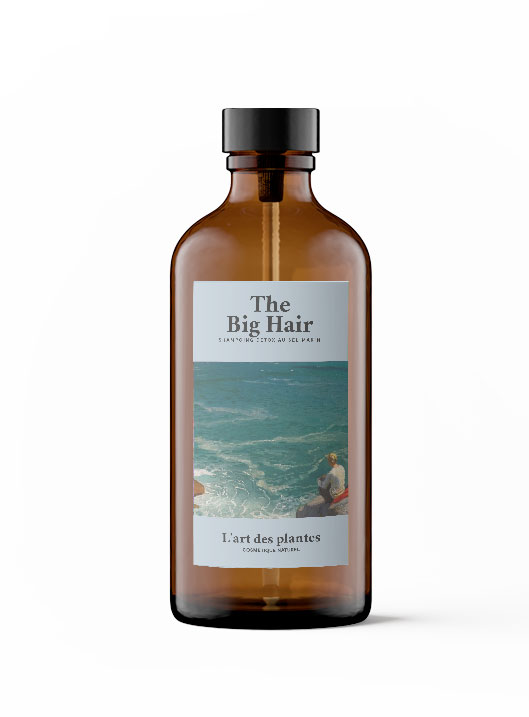 The
Big Hair
SHAMPOING DETOX AU SEL MARIN
L'art des plantes
COSMETIQUE NATUREL